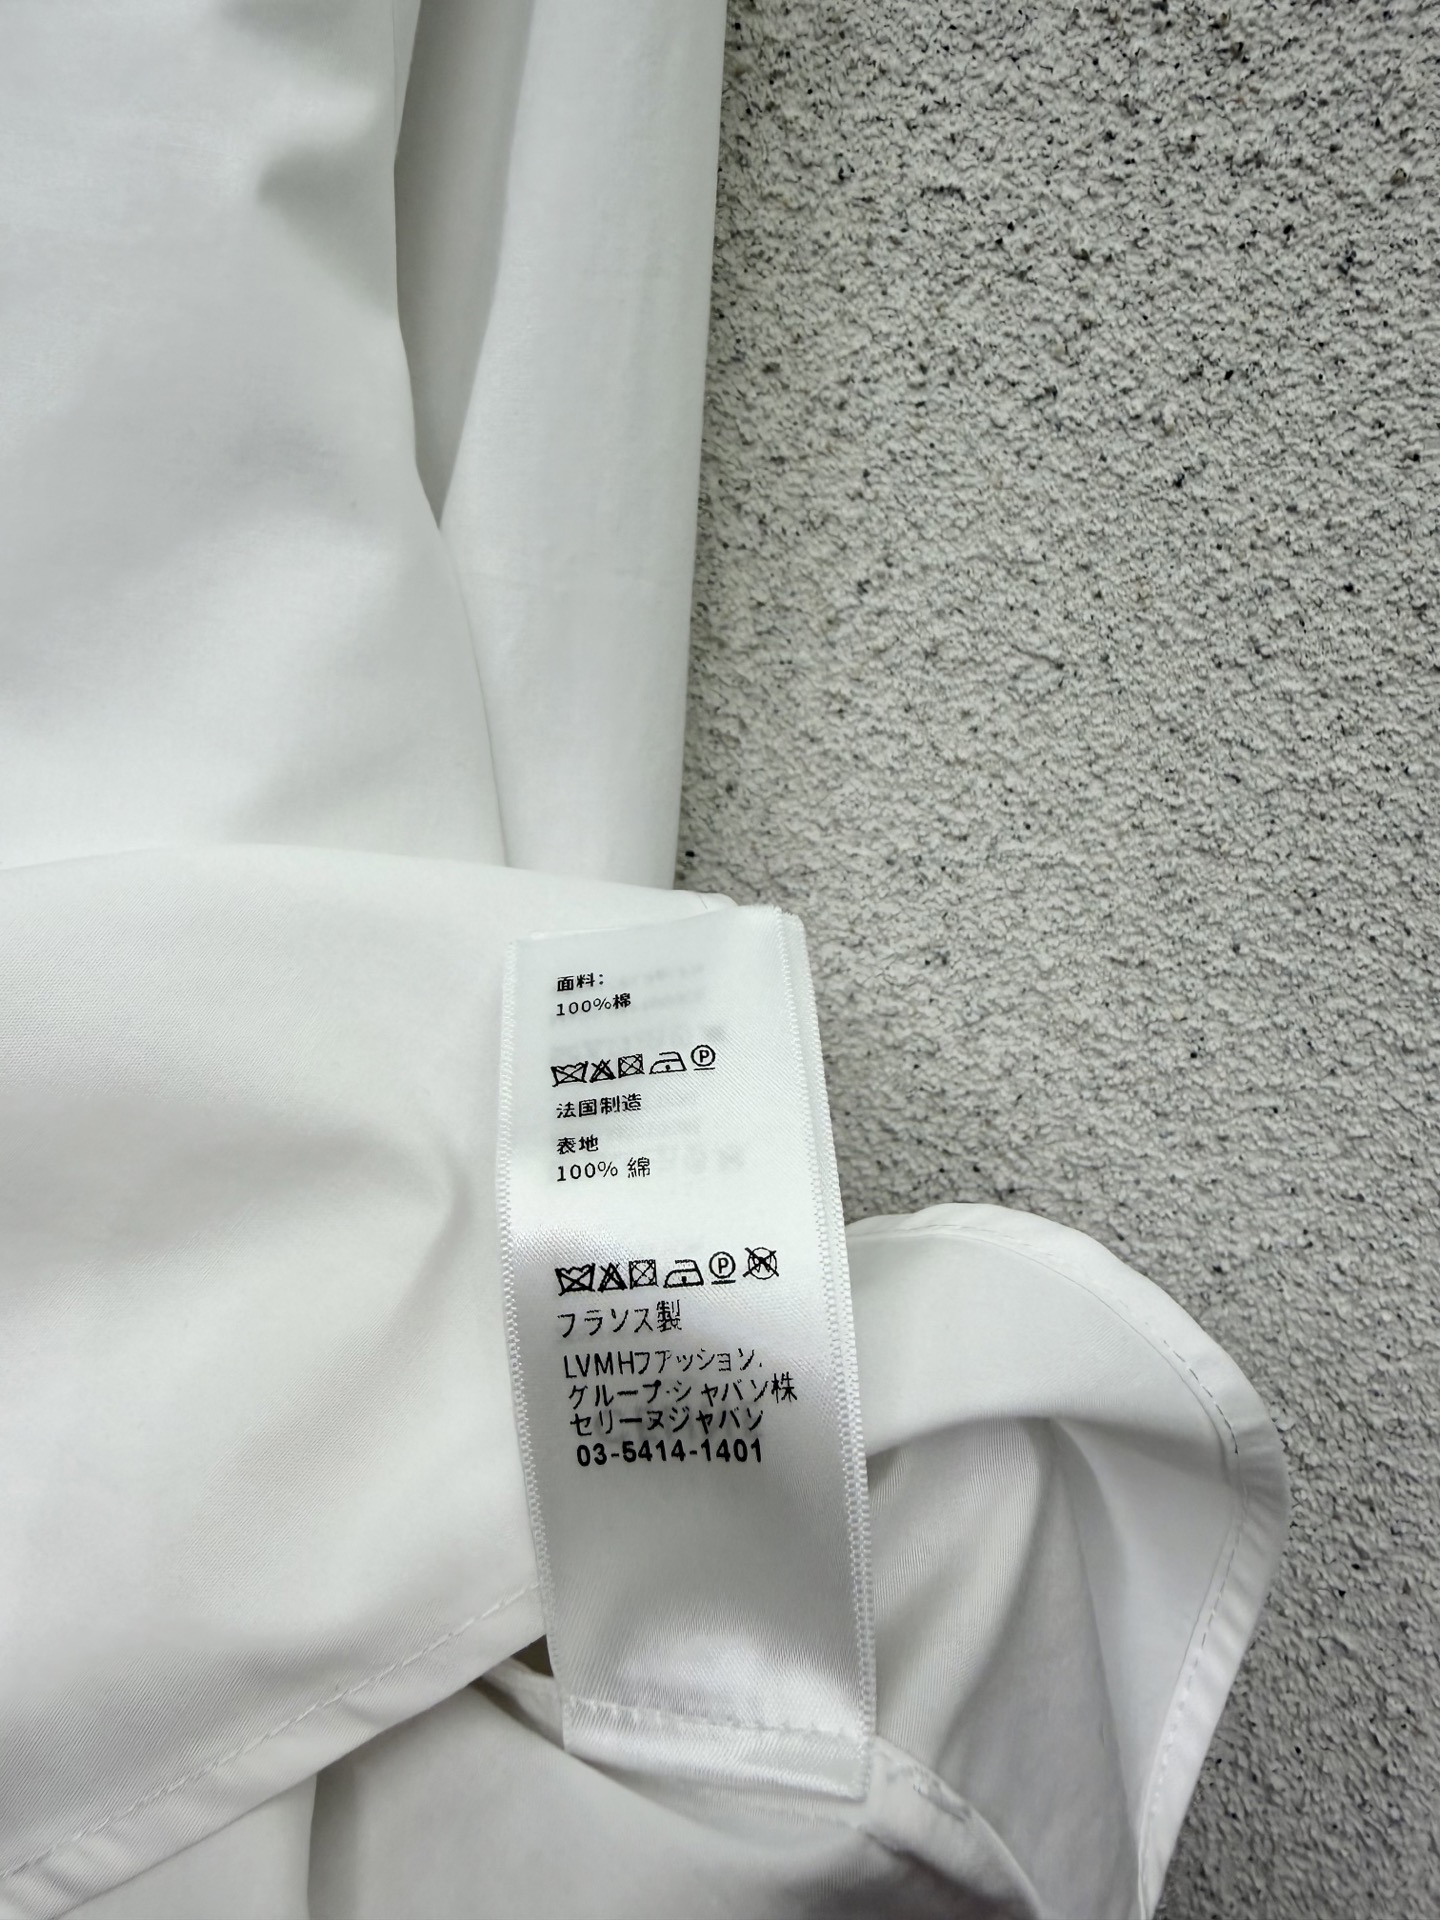 面料:
100%棉
P
法国制造
表地
100% 綿
P W
フランス製
LVMHファッション.
グループ·ジャパン株
セリーヌジャパン
03-5414-1401